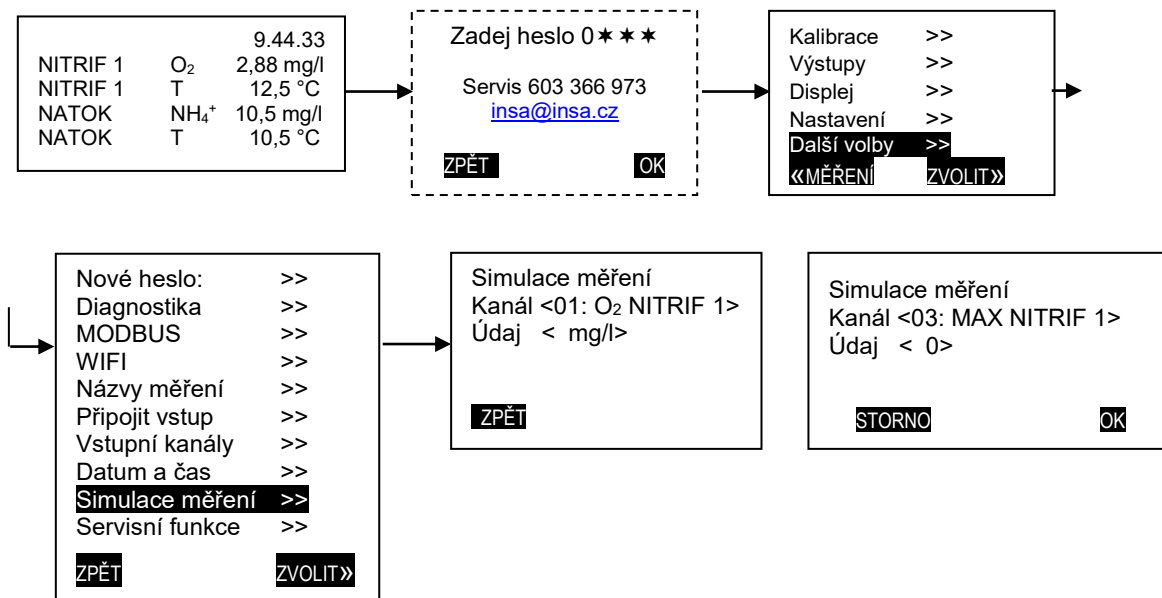 9.44.33
NITRIF 1 O₂ 2,88 mg/l
NITRIF 1 T 12,5 °C
NATOK NH₄⁺ 10,5 mg/l
NATOK T 10,5 °C
Zadej heslo 0✶✶✶
Servis 603 366 973
insa@insa.cz
ZPĚT OK
Kalibrace >>
Výstupy >>
Displej >>
Nastavení >>
Další volby >>
«MĚŘENÍ ZVOLIT»
Nové heslo: >>
Diagnostika >>
MODBUS >>
WIFI >>
Názvy měření >>
Připojit vstup >>
Vstupní kanály >>
Datum a čas >>
Simulace měření >>
Servisní funkce >>
ZPĚT ZVOLIT»
Simulace měření
Kanál <01: O₂ NITRIF 1>
Údaj < mg/l>
ZPĚT
Simulace měření
Kanál <03: MAX NITRIF 1>
Údaj < 0>
STORNO OK